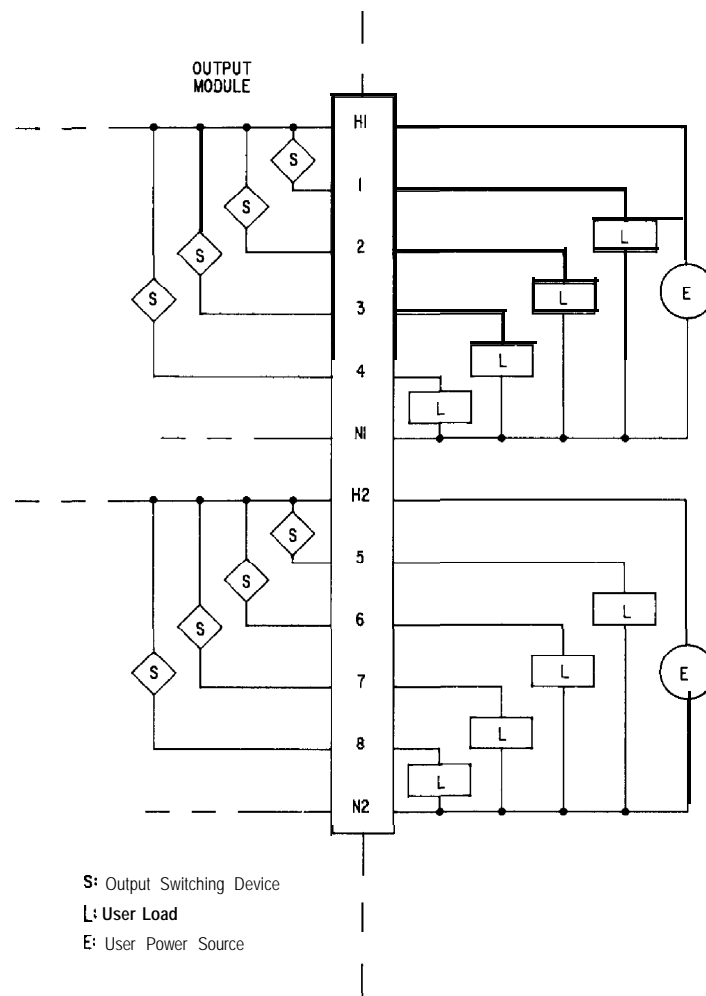 OUTPUT
MODULE
H1
S
1
S
L
2
S
E
L
3
S
L
4
L
N1
H2
S
5
S
L
6
S
L
7
S
E
L
8
L
N2
S: Output Switching Device
L: User Load
E: User Power Source